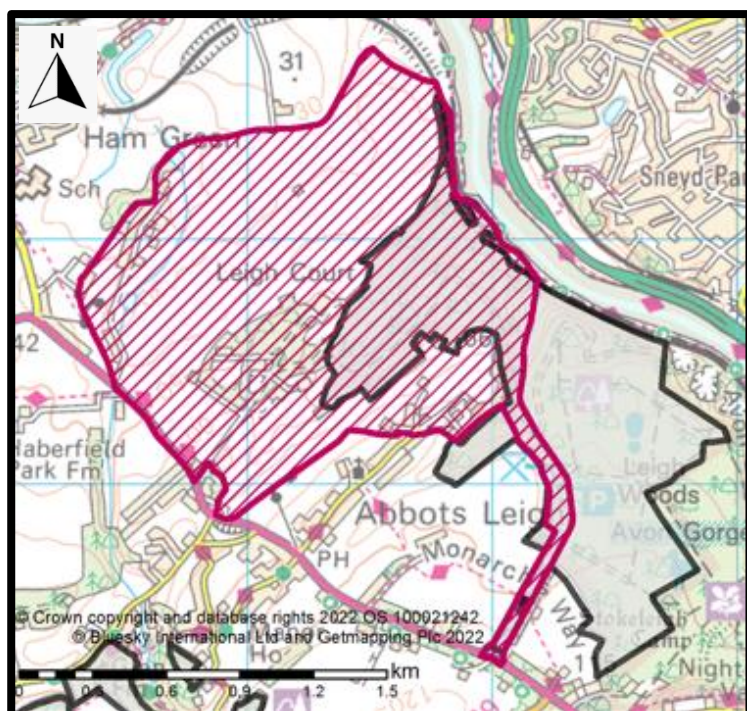 N
31
Ham Green
Sch
Leigh Court
42
Haberfield
Park Fm
Abbots Leig
PH
Monarch's Way
Leigh
Woods
Avon Gorge
Camp
Night
Ho
© Crown copyright and database rights 2022 OS 100021242
© Bluesky International Ltd and Getmapping Plc 2022
0 0.3 0.6 0.9 1.2 1.5
km